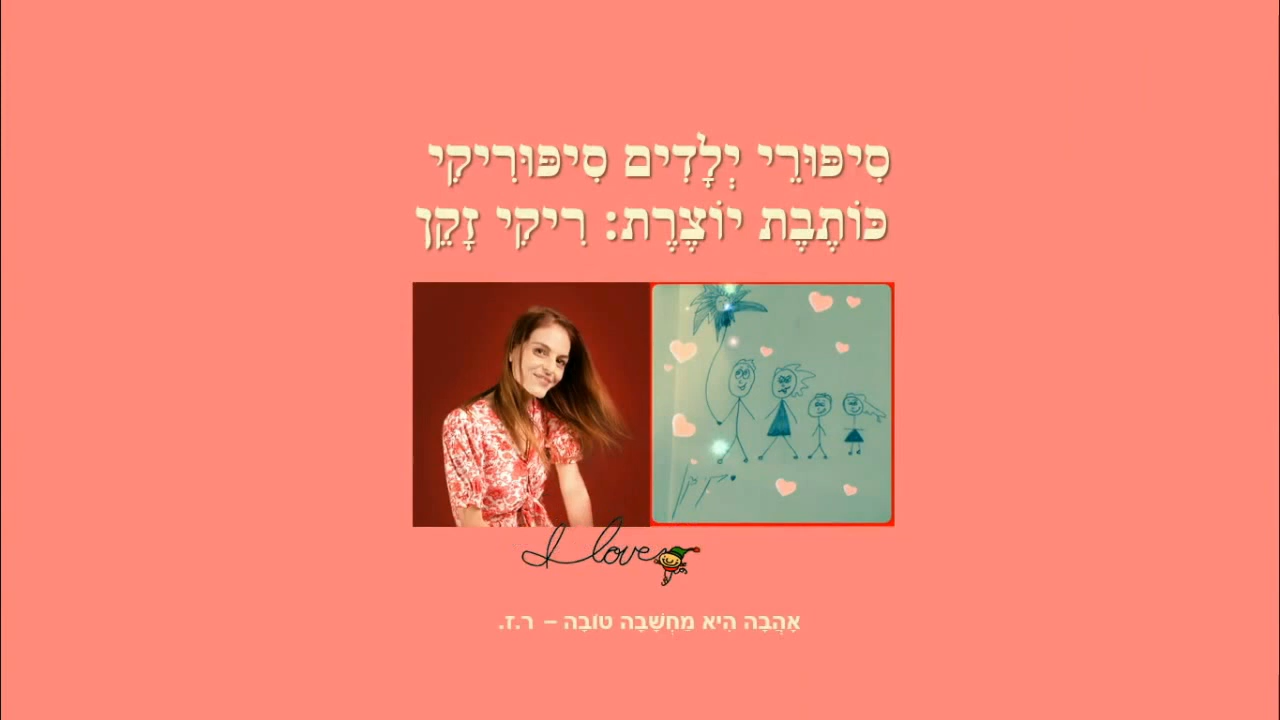 סִיפּוּרֵי יְלָדִים סִיפּוּרִיקִי
כּוֹתֶבֶת יוֹצֶרֶת: רִיקִי זָקֵן
I love
אַהֲבָה הִיא מַחְשָׁבָה טוֹבָה – ר.ז.